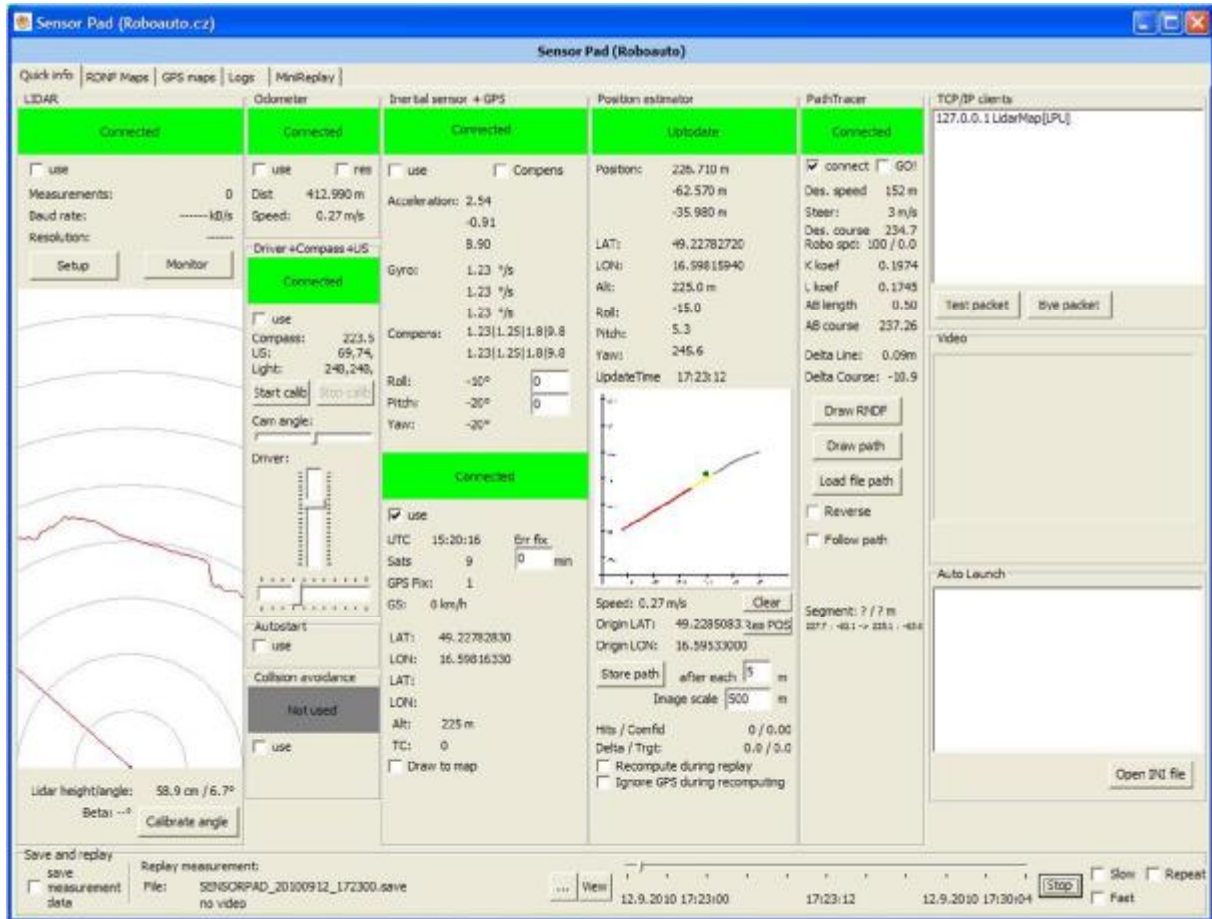 Sensor Pad (Roboauto.cz)
Sensor Pad (Roboauto)
Quick info RDNF Maps GPS maps Logs MiniReplay
LIDAR
Connected
use
Measurements: 0
Baud rate: ------ kB/s
Resolution: ------
Setup Monitor
Lidar height/angle: 58.9 cm / 6.7º
Beta: --º
Calibrate angle
Odometer
Connected
use res
Dist 412.990 m
Speed: 0.27 m/s
Driver +Compass +US
Connected
use
Compass: 223.5
US: 69,74,
Light: 248,248,
Start calib Stop calib
Cam angle:
Driver:
Autostart
use
Collision avoidance
Not used
use
Inertial sensor + GPS
Connected
use Compens
Acceleration: 2.54
-0.91
8.90
Gyro: 1.23 º/s
1.23 º/s
1.23 º/s
Compens: 1.23|1.25|1.8|9.8
1.23|1.25|1.8|9.8
Roll: -10º 0
Pitch: -20º 0
Yaw: -20º
Connected
use
UTC 15:20:16 Err fix
Sats 9 0 min
GPS Fix: 1
GS: 0 km/h
LAT: 49.22782830
LON: 16.59816330
LAT:
LON:
Alt: 225 m
TC: 0
Draw to map
Position estimator
Uptodate
Position: 226.710 m
-62.570 m
-35.980 m
LAT: 49.22782720
LON: 16.59815940
Alt: 225.0 m
Roll: -15.0
Pitch: 5.3
Yaw: 245.6
UpdateTime 17:23:12
Speed: 0.27 m/s Clear
Origin LAT: 49.2285083 Res POS
Origin LON: 16.59533000
Store path after each 5 m
Image scale 500 m
Hits / Comfid 0 / 0.00
Delta / Trgt: 0.0 / 0.0
Recompute during replay
Ignore GPS during recomputing
PathTracer
Connected
connect GO!
Des. speed 152 m
Steer: 3 m/s
Des. course 234.7
Robo spd: 100 / 0.0
K koef 0.1974
L koef 0.1745
AB length 0.50
AB course 237.26
Delta Line: 0.09m
Delta Course: -10.9
Draw RNDF
Draw path
Load file path
Reverse
Follow path
Segment: ? / ? m
TCP/IP clients
127.0.0.1 LidarMap[LPU]
Test packet Bye packet
Video
Auto Launch
Open INI file
Save and replay
save measurement data
Replay measurement:
File: SENSORPAD_20100912_172300.save
no video
... View
12.9.2010 17:23:00 17:23:12 12.9.2010 17:30:04
Stop
Slow Repeat
Fast